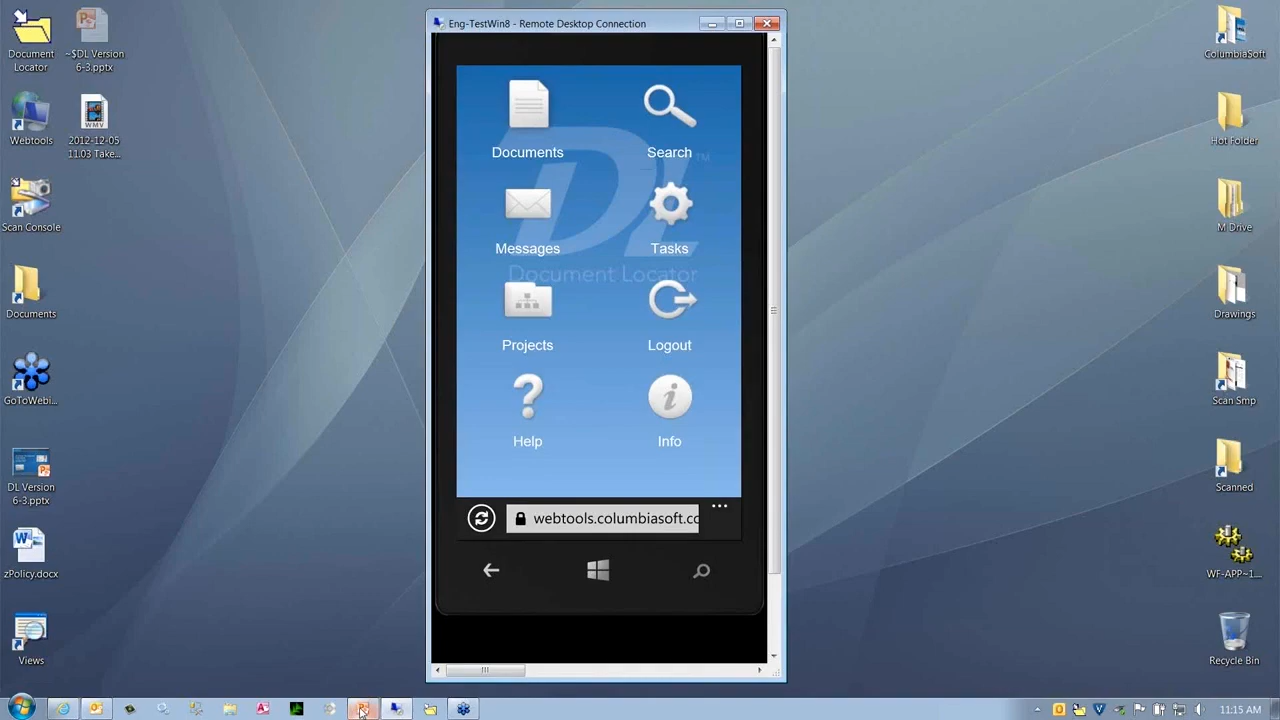 Document
Locator
~$DL Version
6-3.pptx
Webtools
WMV
2012-12-05
11.03 Take...
Scan Console
Documents
GoToWebi...
DL Version
6-3.pptx
zPolicy.docx
Views
Eng-TestWin8 - Remote Desktop Connection
DL™
Document Locator
Documents
Search
Messages
Tasks
Projects
Logout
Help
Info
webtools.columbiasoft.cc
ColumbiaSoft
Hot Folder
M Drive
Drawings
Scan Smp
Scanned
WF-APP~1...
Recycle Bin
11:15 AM